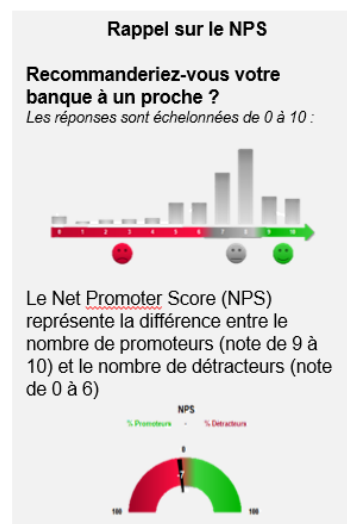 Rappel sur le NPS
Recommanderiez-vous votre
banque à un proche ?
Les réponses sont échelonnées de 0 à 10 :
0 1 2 3 4 5 6 7 8 9 10
Le Net Promoter Score (NPS)
représente la différence entre le
nombre de promoteurs (note de 9 à
10) et le nombre de détracteurs (note
de 0 à 6)
NPS
% Promoteurs - % Détracteurs
0
-7
100 100